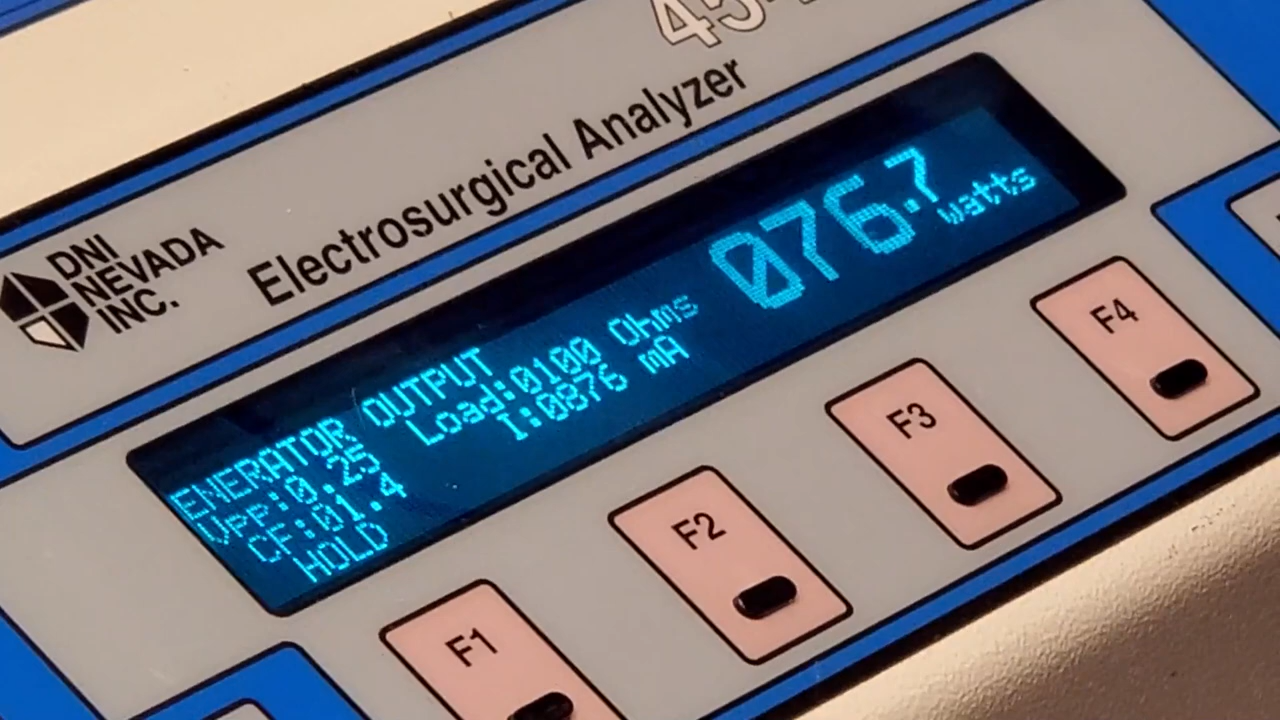 DNI
NEVADA
INC.
Electrosurgical Analyzer
ENERATOR OUTPUT
Vpp:0.25 Load:0100 Ohms
CF:01.4 I:0876 mA
HOLD
076.7
watts
F1
F2
F3
F4